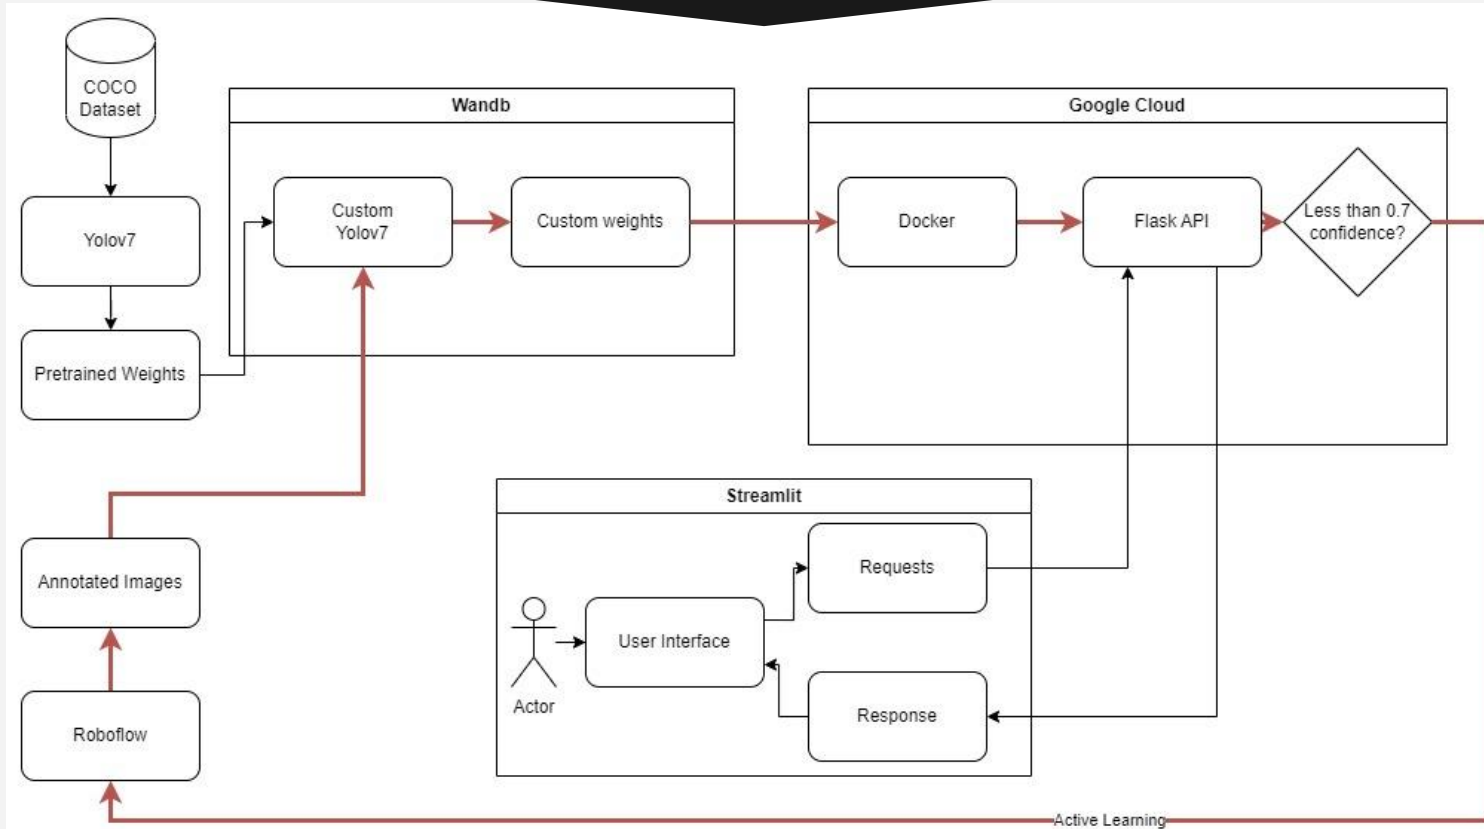 COCO
Dataset
Yolov7
Pretrained Weights
Wandb
Custom
Yolov7
Custom weights
Google Cloud
Docker
Flask API
Less than 0.7
confidence?
Streamlit
Actor
User Interface
Requests
Response
Annotated Images
Roboflow
Active Learning